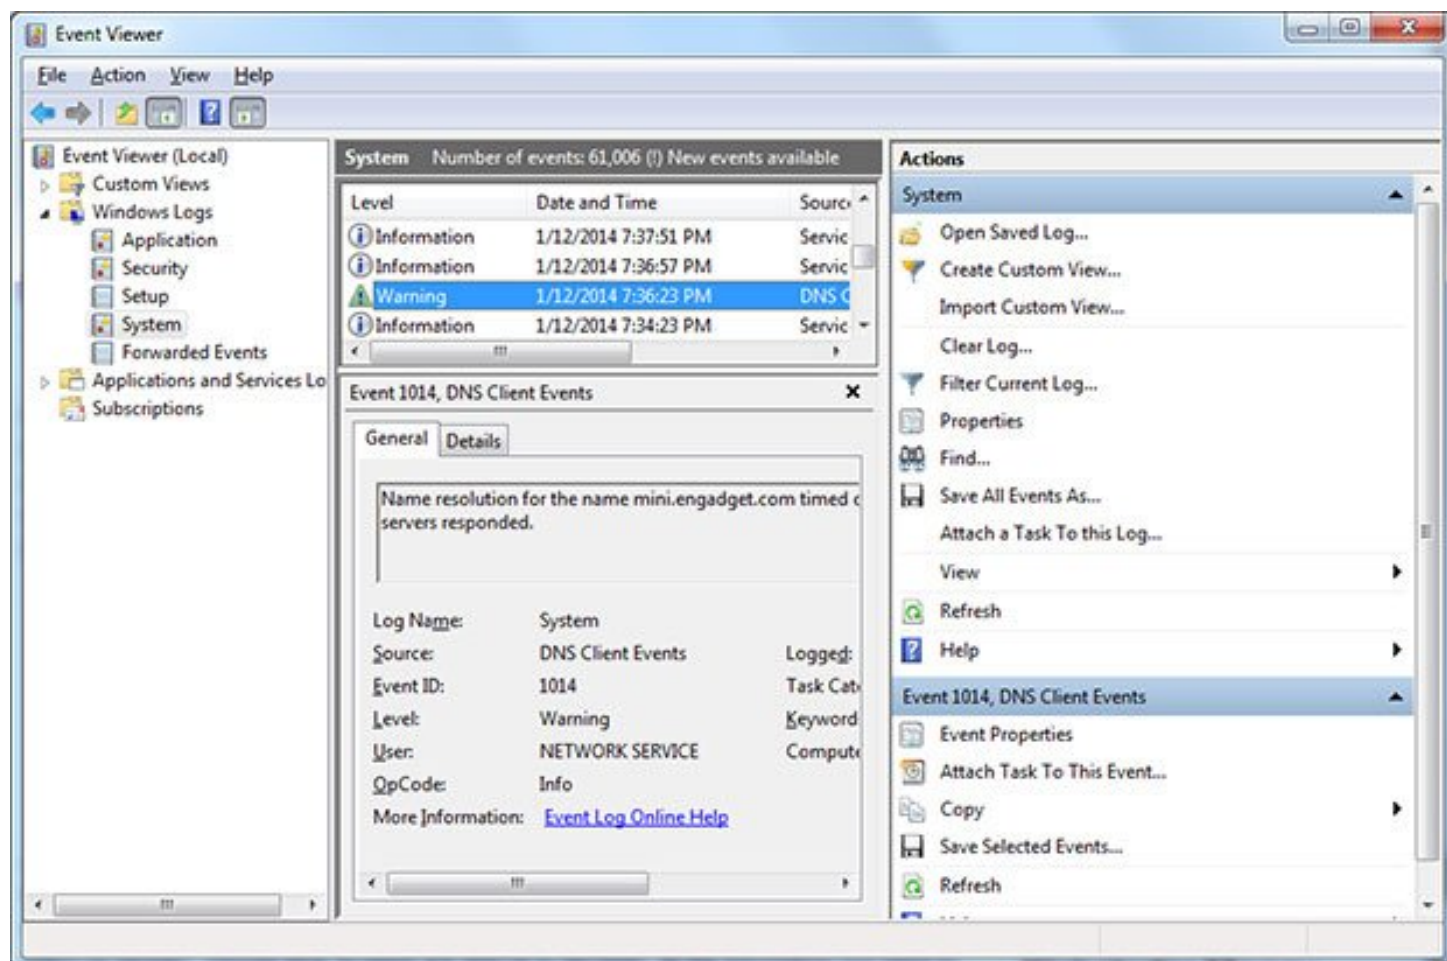 Event Viewer
File Action View Help
Event Viewer (Local)
Custom Views
Windows Logs
Application
Security
Setup
System
Forwarded Events
Applications and Services Lo
Subscriptions
System Number of events: 61,006 (!) New events available
Level Date and Time Sourc
Information 1/12/2014 7:37:51 PM Servic
Information 1/12/2014 7:36:57 PM Servic
Warning 1/12/2014 7:36:23 PM DNS C
Information 1/12/2014 7:34:23 PM Servic
Event 1014, DNS Client Events
General Details
Name resolution for the name mini.engadget.com timed
servers responded.
Log Name: System
Source: DNS Client Events Logged:
Event ID: 1014 Task Cat
Level: Warning Keyword
User: NETWORK SERVICE Compute
OpCode: Info
More Information: Event Log Online Help
Actions
System
Open Saved Log...
Create Custom View...
Import Custom View...
Clear Log...
Filter Current Log...
Properties
Find...
Save All Events As...
Attach a Task To this Log...
View
Refresh
Help
Event 1014, DNS Client Events
Event Properties
Attach Task To This Event...
Copy
Save Selected Events...
Refresh